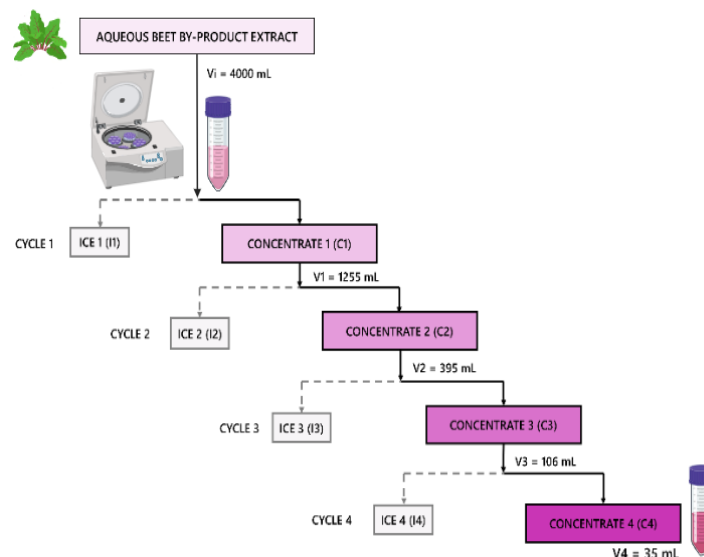 AQUEOUS BEET BY-PRODUCT EXTRACT
Vi = 4000 mL
CYCLE 1
ICE 1 (I1)
CONCENTRATE 1 (C1)
V1 = 1255 mL
CYCLE 2
ICE 2 (I2)
CONCENTRATE 2 (C2)
V2 = 395 mL
CYCLE 3
ICE 3 (I3)
CONCENTRATE 3 (C3)
V3 = 106 mL
CYCLE 4
ICE 4 (I4)
CONCENTRATE 4 (C4)
V4 = 35 mL